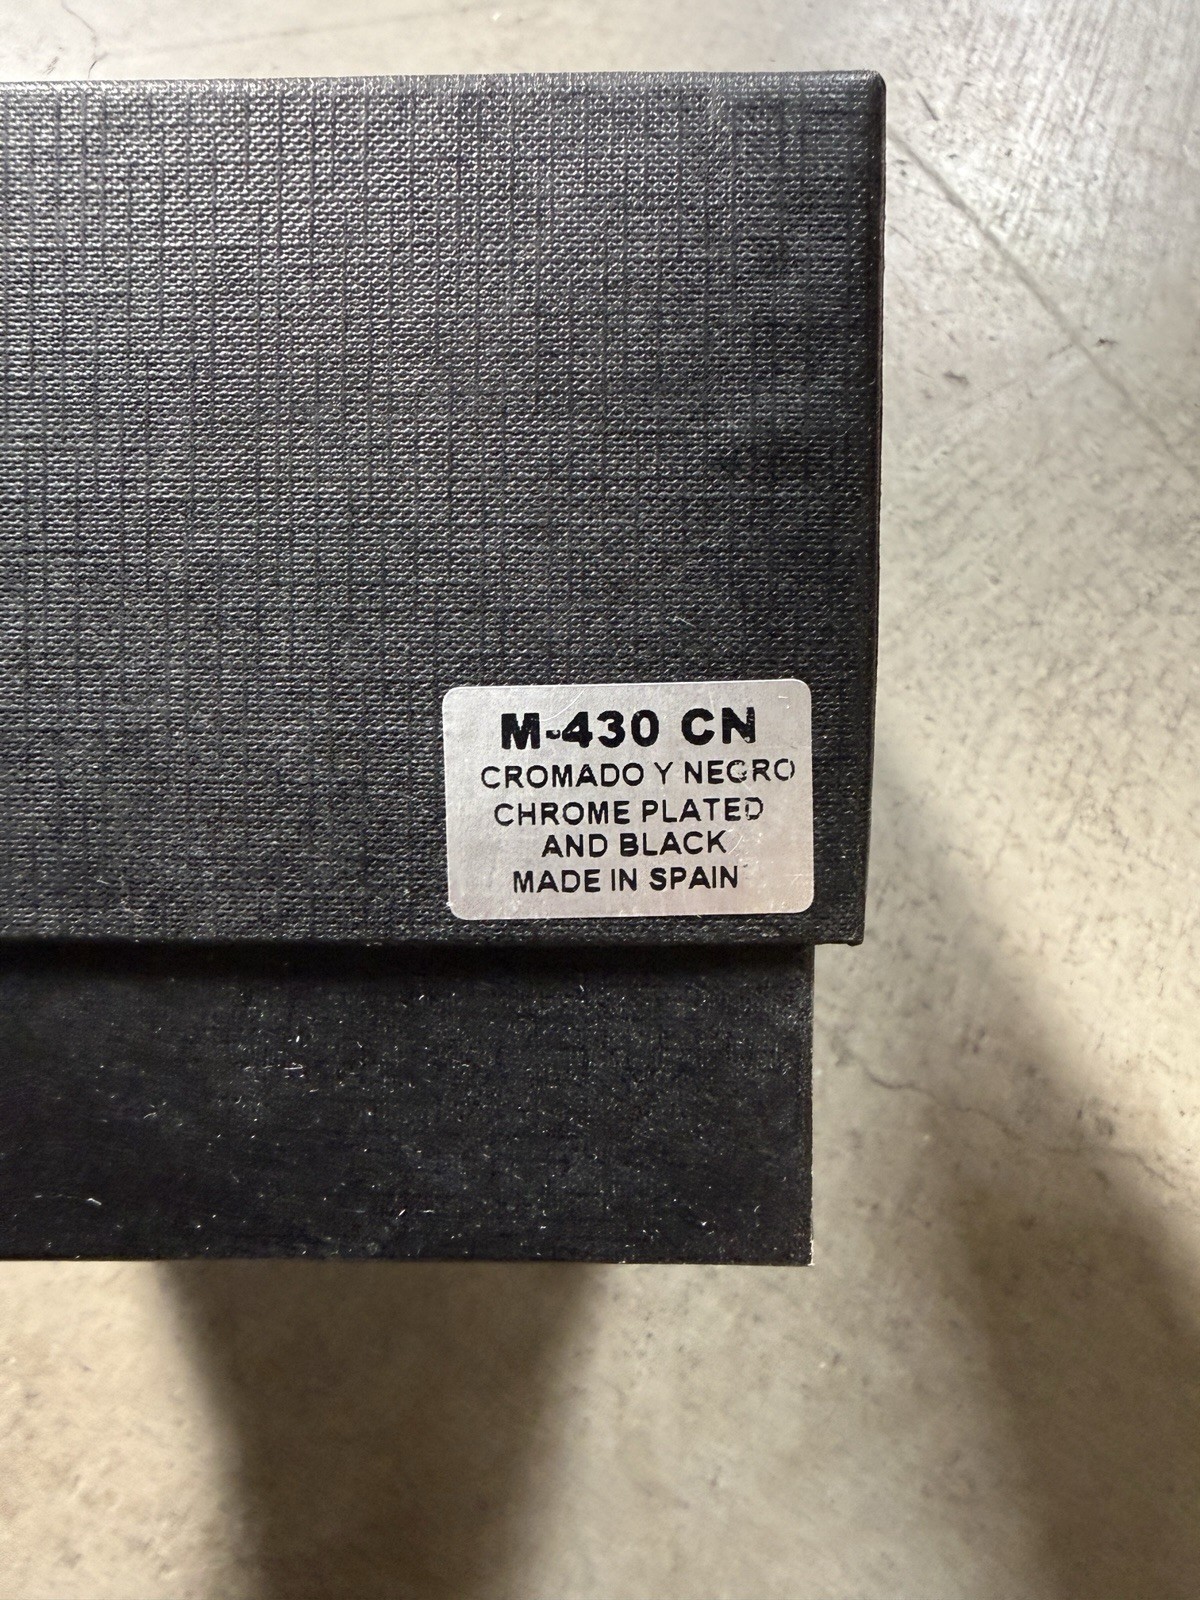 M-430 CN
CROMADO Y NEGRO
CHROME PLATED
AND BLACK
MADE IN SPAIN